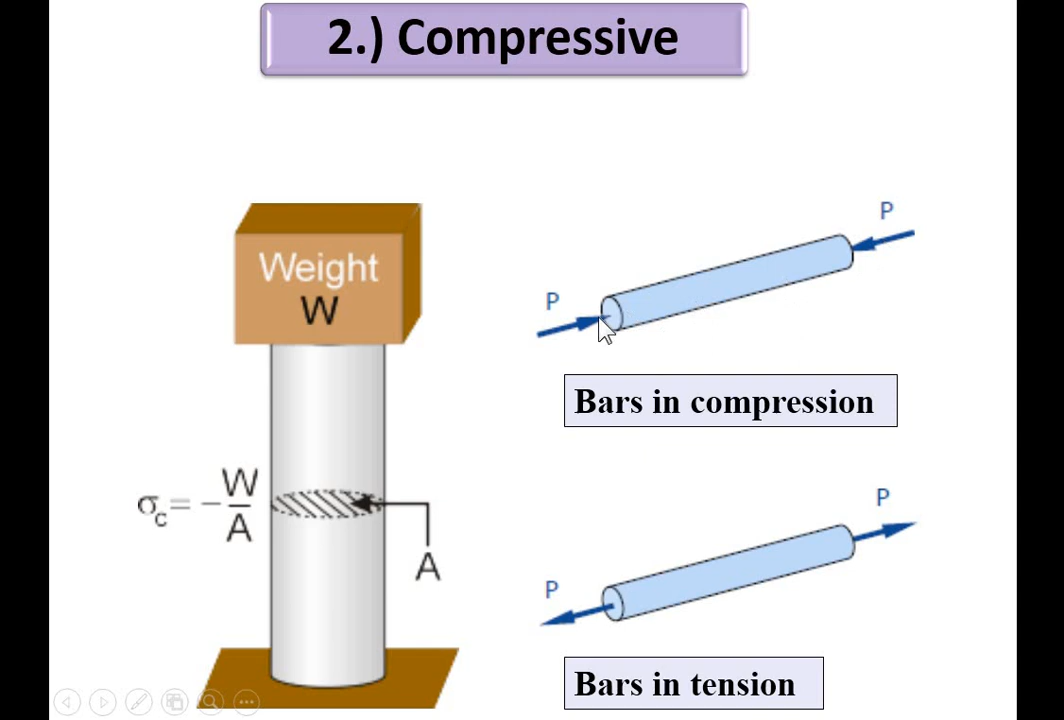 2.) Compressive
Weight
W
σc = - W/A
A
P
P
Bars in compression
P
P
Bars in tension